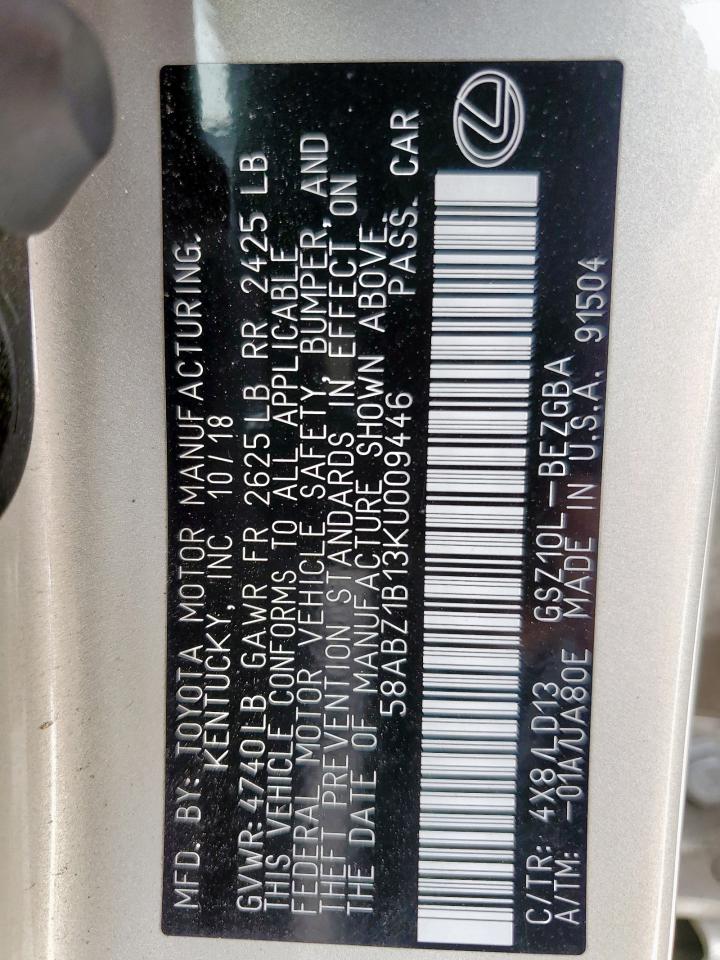 MFD. BY: TOYOTA MOTOR MANUFACTURING.
KENTUCKY, INC 10/18
GVWR: 4740LB GAWR FR 2625 LB RR 2425 LB
THIS VEHICLE CONFORMS TO ALL APPLICABLE
FEDERAL MOTOR VEHICLE SAFETY, BUMPER, AND
THEFT PREVENTION STANDARDS IN EFFECT ON
THE DATE OF MANUFACTURE SHOWN ABOVE.
58ABZ1B13KU009446 PASS. CAR
C/TR: 4X8/LD13 GSZ10L-BEZGBA
A/TM: -01A/UA80E MADE IN U.S.A. 91504